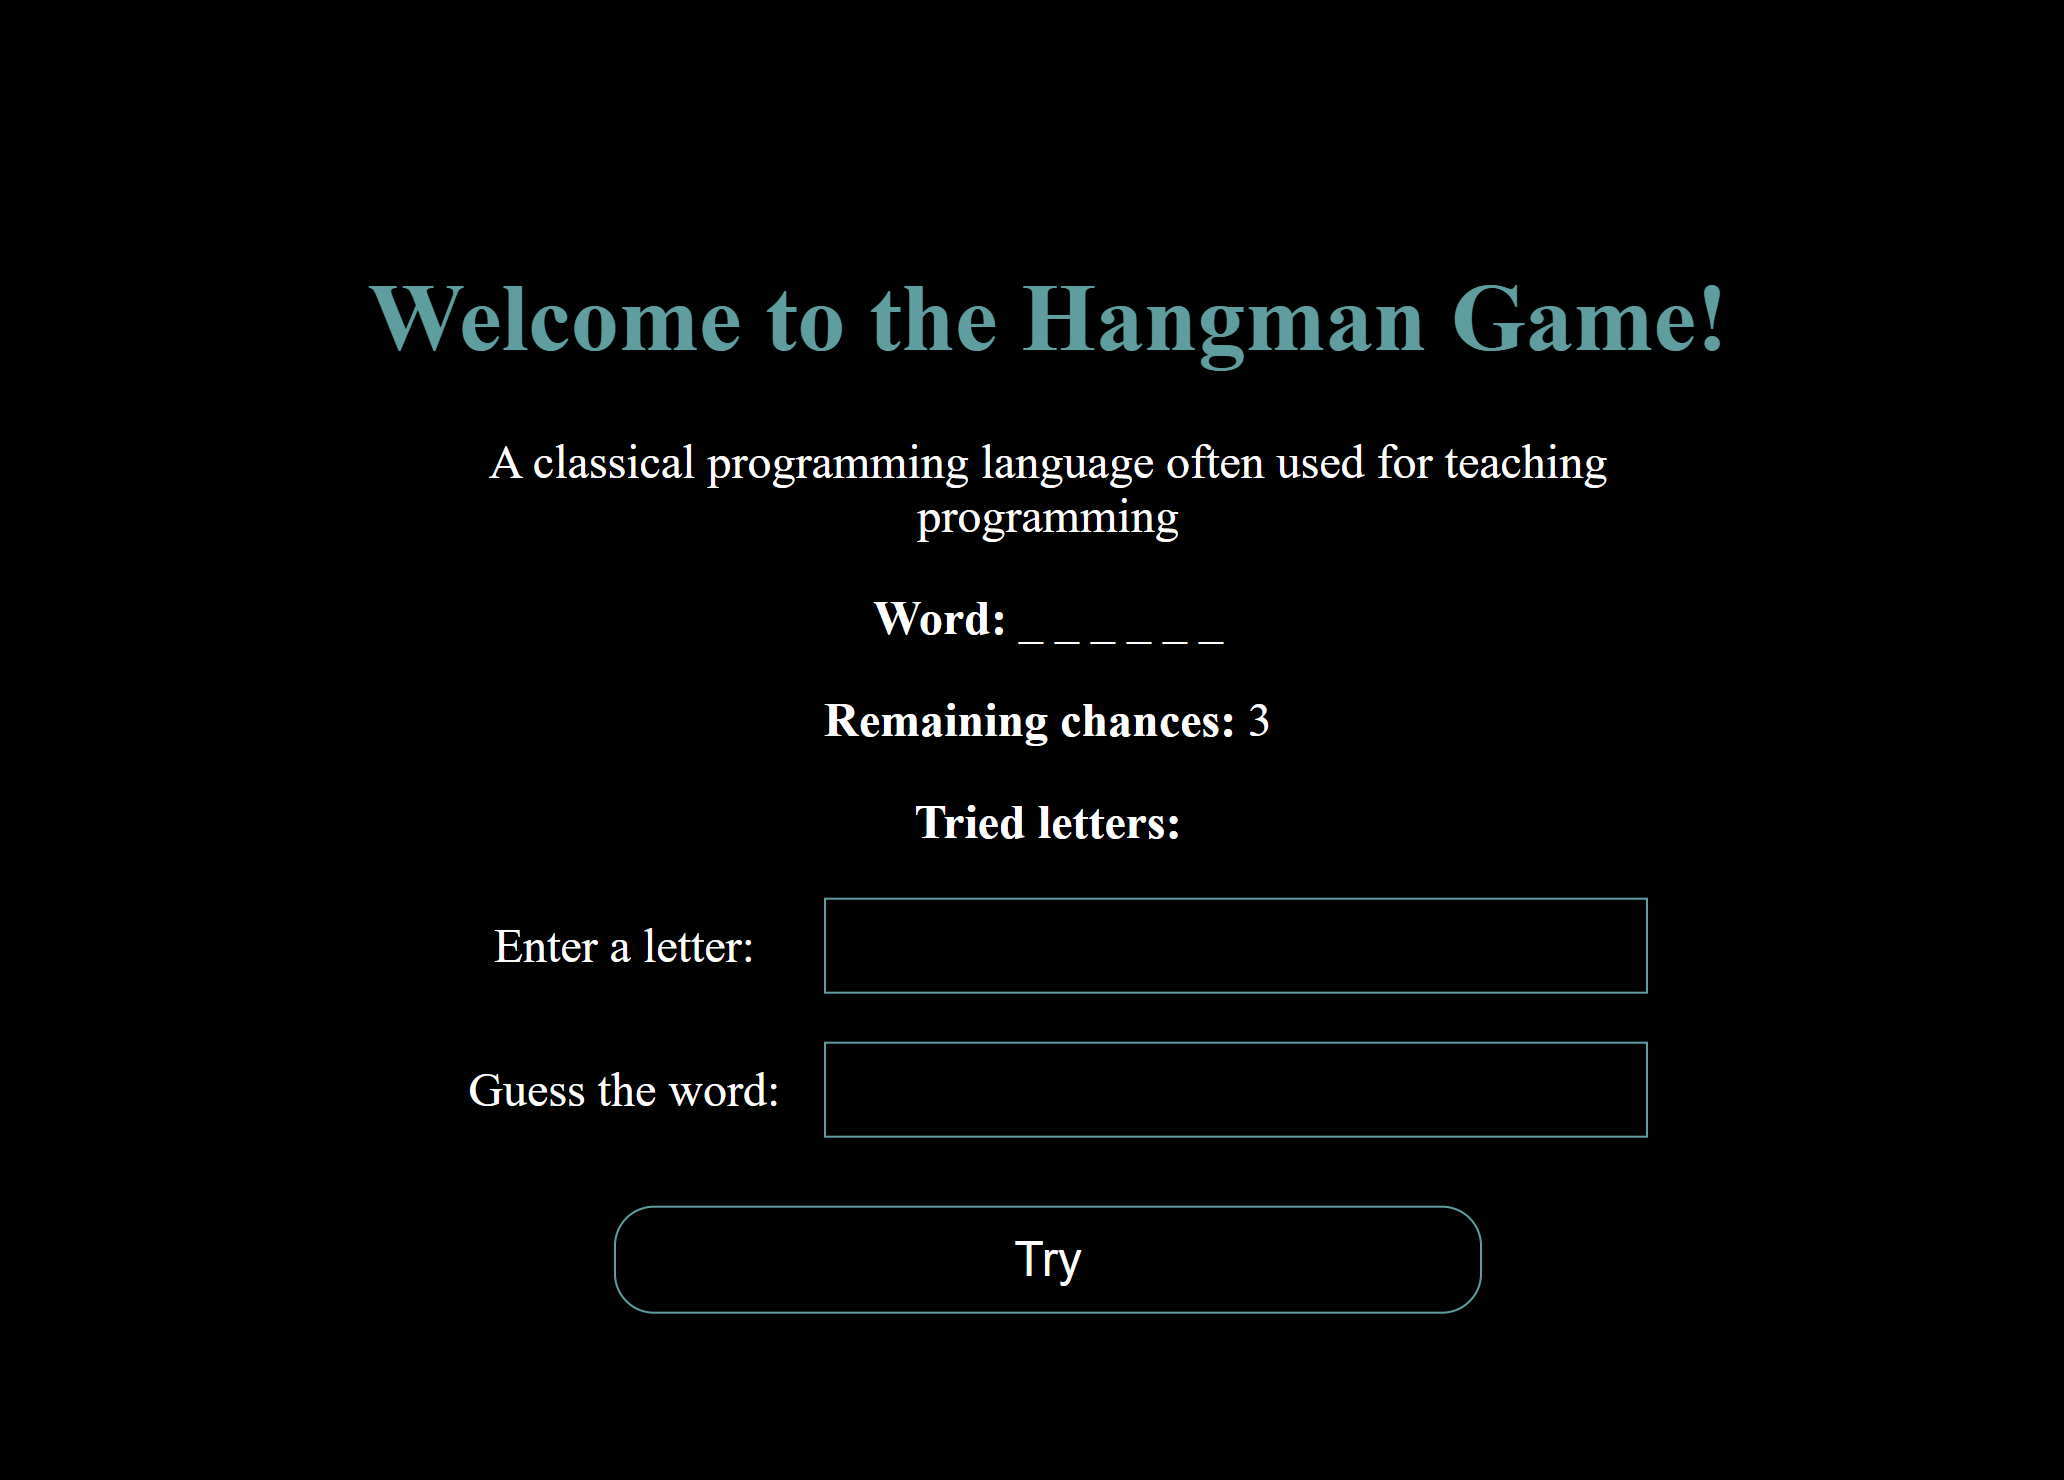 Welcome to the Hangman Game!
A classical programming language often used for teaching
programming
Word: _ _ _ _ _ _
Remaining chances: 3
Tried letters:
Enter a letter:
Guess the word:
Try